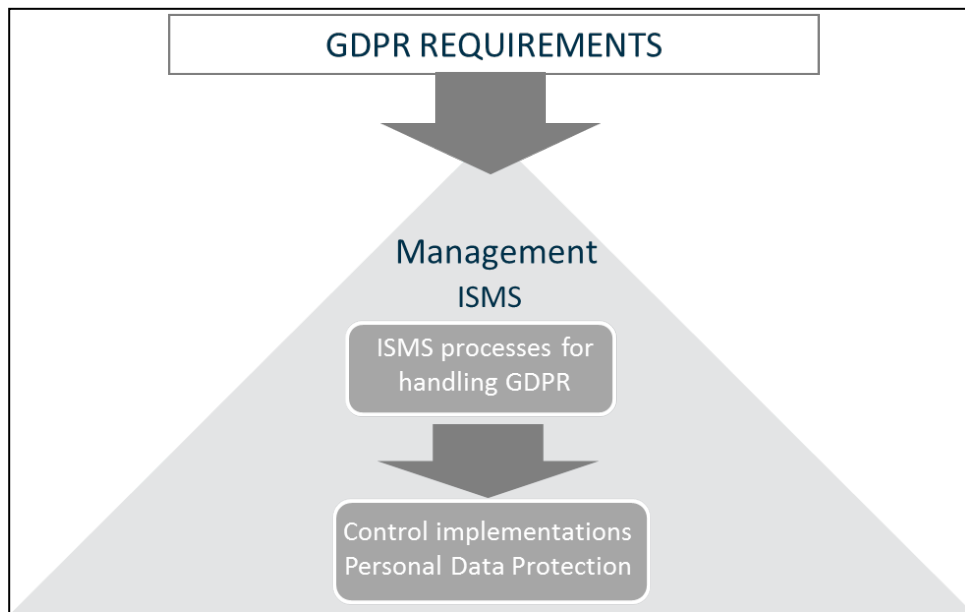 GDPR REQUIREMENTS
Management
ISMS
ISMS processes for
handling GDPR
Control implementations
Personal Data Protection